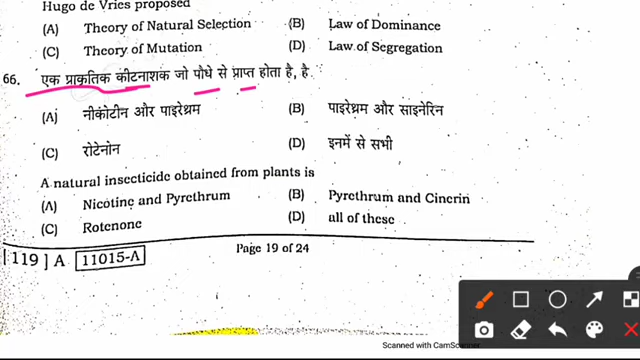 Hugo de Vries proposed
(A) Theory of Natural Selection (B) Law of Dominance
(C) Theory of Mutation (D) Law of Segregation
66. एक प्राकृतिक कीटनाशक जो पौधे से प्राप्त होता है, है
(A) नीकोटीन और पाइरेथ्रम (B) पाइरेथ्रम और साइनेरिन
(C) रोटेनोन (D) इनमें से सभी
A natural insecticide obtained from plants is
(A) Nicotine and Pyrethrum (B) Pyrethrum and Cinerin
(C) Rotenone (D) all of these
[ 119 ] A 11015-A Page 19 of 24
Scanned with CamScanner